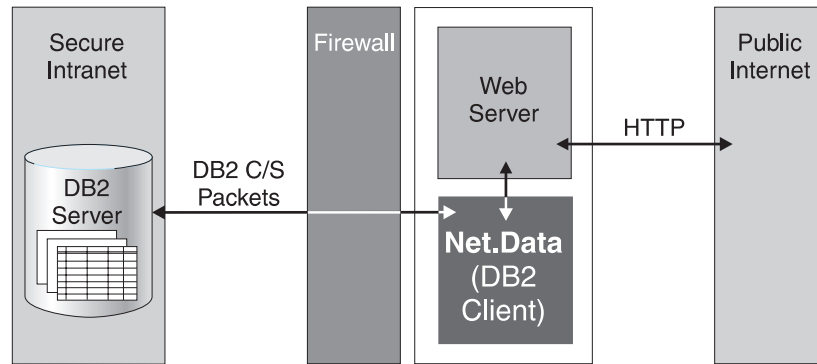 Secure
Intranet
Firewall
Web
Server
Public
Internet
HTTP
DB2 C/S
Packets
DB2
Server
Net.Data
(DB2
Client)